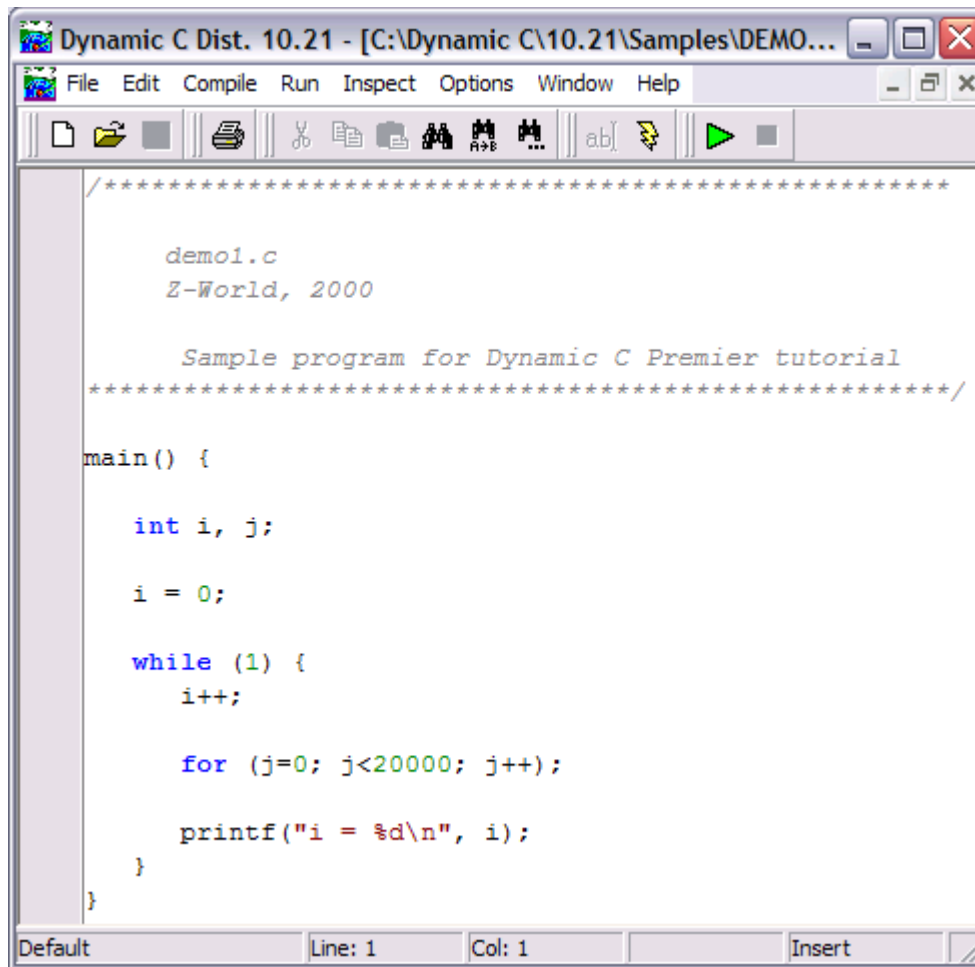 Dynamic C Dist. 10.21 - [C:\Dynamic C\10.21\Samples\DEMO...
File Edit Compile Run Inspect Options Window Help
A→B ... ab
/*****************************************************
demo1.c
Z-World, 2000
Sample program for Dynamic C Premier tutorial
******************************************************/
main() {
int i, j;
i = 0;
while (1) {
i++;
for (j=0; j<20000; j++);
printf("i = %d\n", i);
}
}
Default Line: 1 Col: 1 Insert